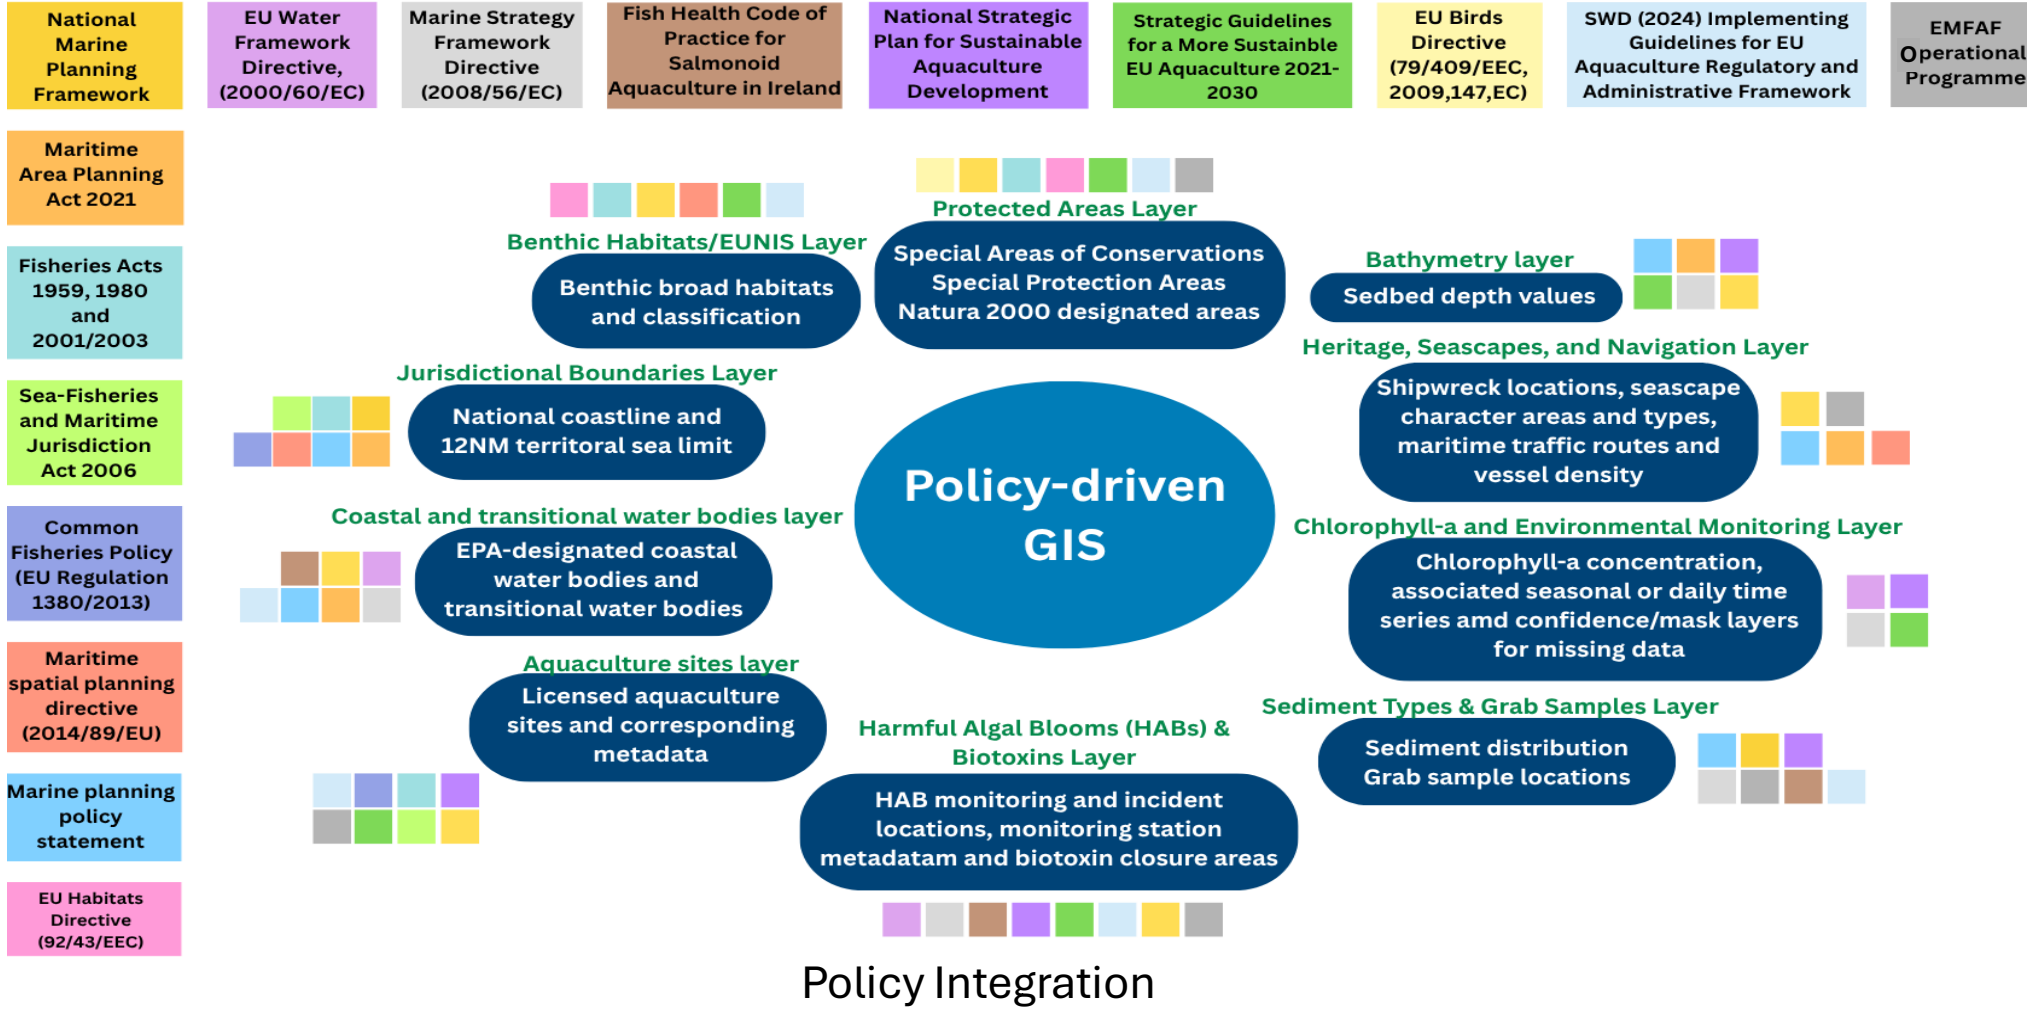 National
Marine
Planning
Framework
EU Water
Framework
Directive,
(2000/60/EC)
Marine Strategy
Framework
Directive
(2008/56/EC)
Fish Health Code of
Practice for
Salmonoid
Aquaculture in Ireland
National Strategic
Plan for Sustainable
Aquaculture
Development
Strategic Guidelines
for a More Sustainble
EU Aquaculture 2021-
2030
EU Birds
Directive
(79/409/EEC,
2009,147,EC)
SWD (2024) Implementing
Guidelines for EU
Aquaculture Regulatory and
Administrative Framework
EMFAF
Operational
Programme
Maritime
Area Planning
Act 2021
Fisheries Acts
1959, 1980
and
2001/2003
Sea-Fisheries
and Maritime
Jurisdiction
Act 2006
Common
Fisheries Policy
(EU Regulation
1380/2013)
Maritime
spatial planning
directive
(2014/89/EU)
Marine planning
policy
statement
EU Habitats
Directive
(92/43/EEC)
Protected Areas Layer
Special Areas of Conservations
Special Protection Areas
Natura 2000 designated areas
Benthic Habitats/EUNIS Layer
Benthic broad habitats
and classification
Bathymetry layer
Sedbed depth values
Jurisdictional Boundaries Layer
National coastline and
12NM territoral sea limit
Heritage, Seascapes, and Navigation Layer
Shipwreck locations, seascape
character areas and types,
maritime traffic routes and
vessel density
Policy-driven
GIS
Coastal and transitional water bodies layer
EPA-designated coastal
water bodies and
transitional water bodies
Chlorophyll-a and Environmental Monitoring Layer
Chlorophyll-a concentration,
associated seasonal or daily time
series amd confidence/mask layers
for missing data
Aquaculture sites layer
Licensed aquaculture
sites and corresponding
metadata
Sediment Types & Grab Samples Layer
Sediment distribution
Grab sample locations
Harmful Algal Blooms (HABs) &
Biotoxins Layer
HAB monitoring and incident
locations, monitoring station
metadatam and biotoxin closure areas
Policy Integration